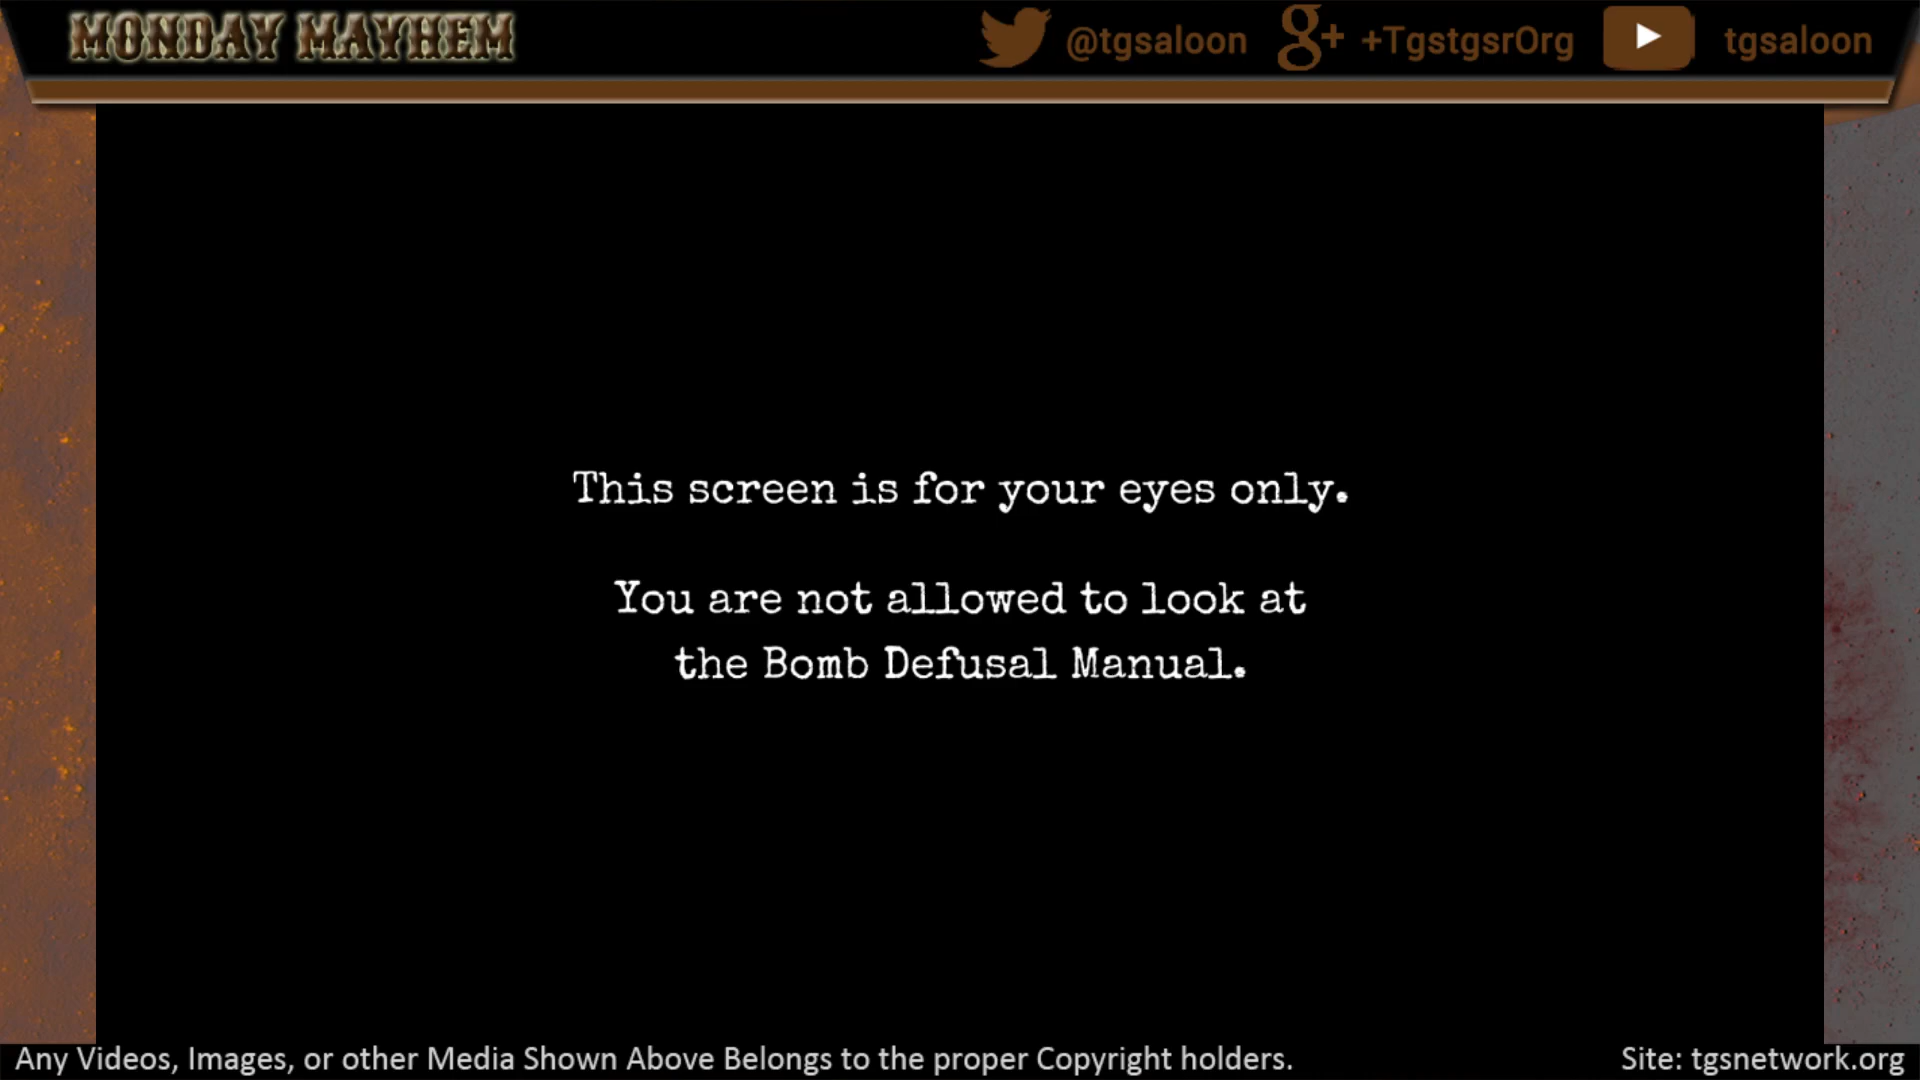 MONDAY MAYHEM
@tgsaloon
g+ +TgstgsrOrg
tgsaloon
This screen is for your eyes only.
You are not allowed to look at
the Bomb Defusal Manual.
Any Videos, Images, or other Media Shown Above Belongs to the proper Copyright holders.
Site: tgsnetwork.org